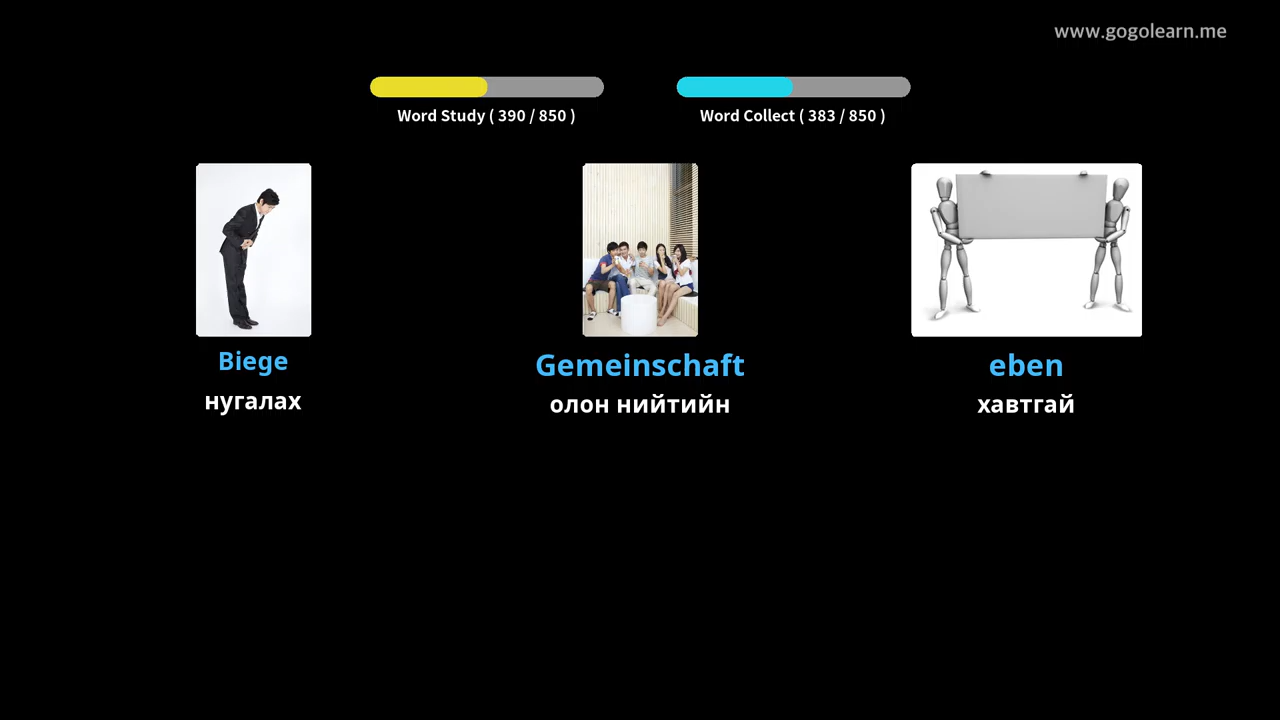 www.gogolearn.me
Word Study ( 390 / 850 )
Word Collect ( 383 / 850 )
Biege
нугалах
Gemeinschaft
олон нийтийн
eben
хавтгай